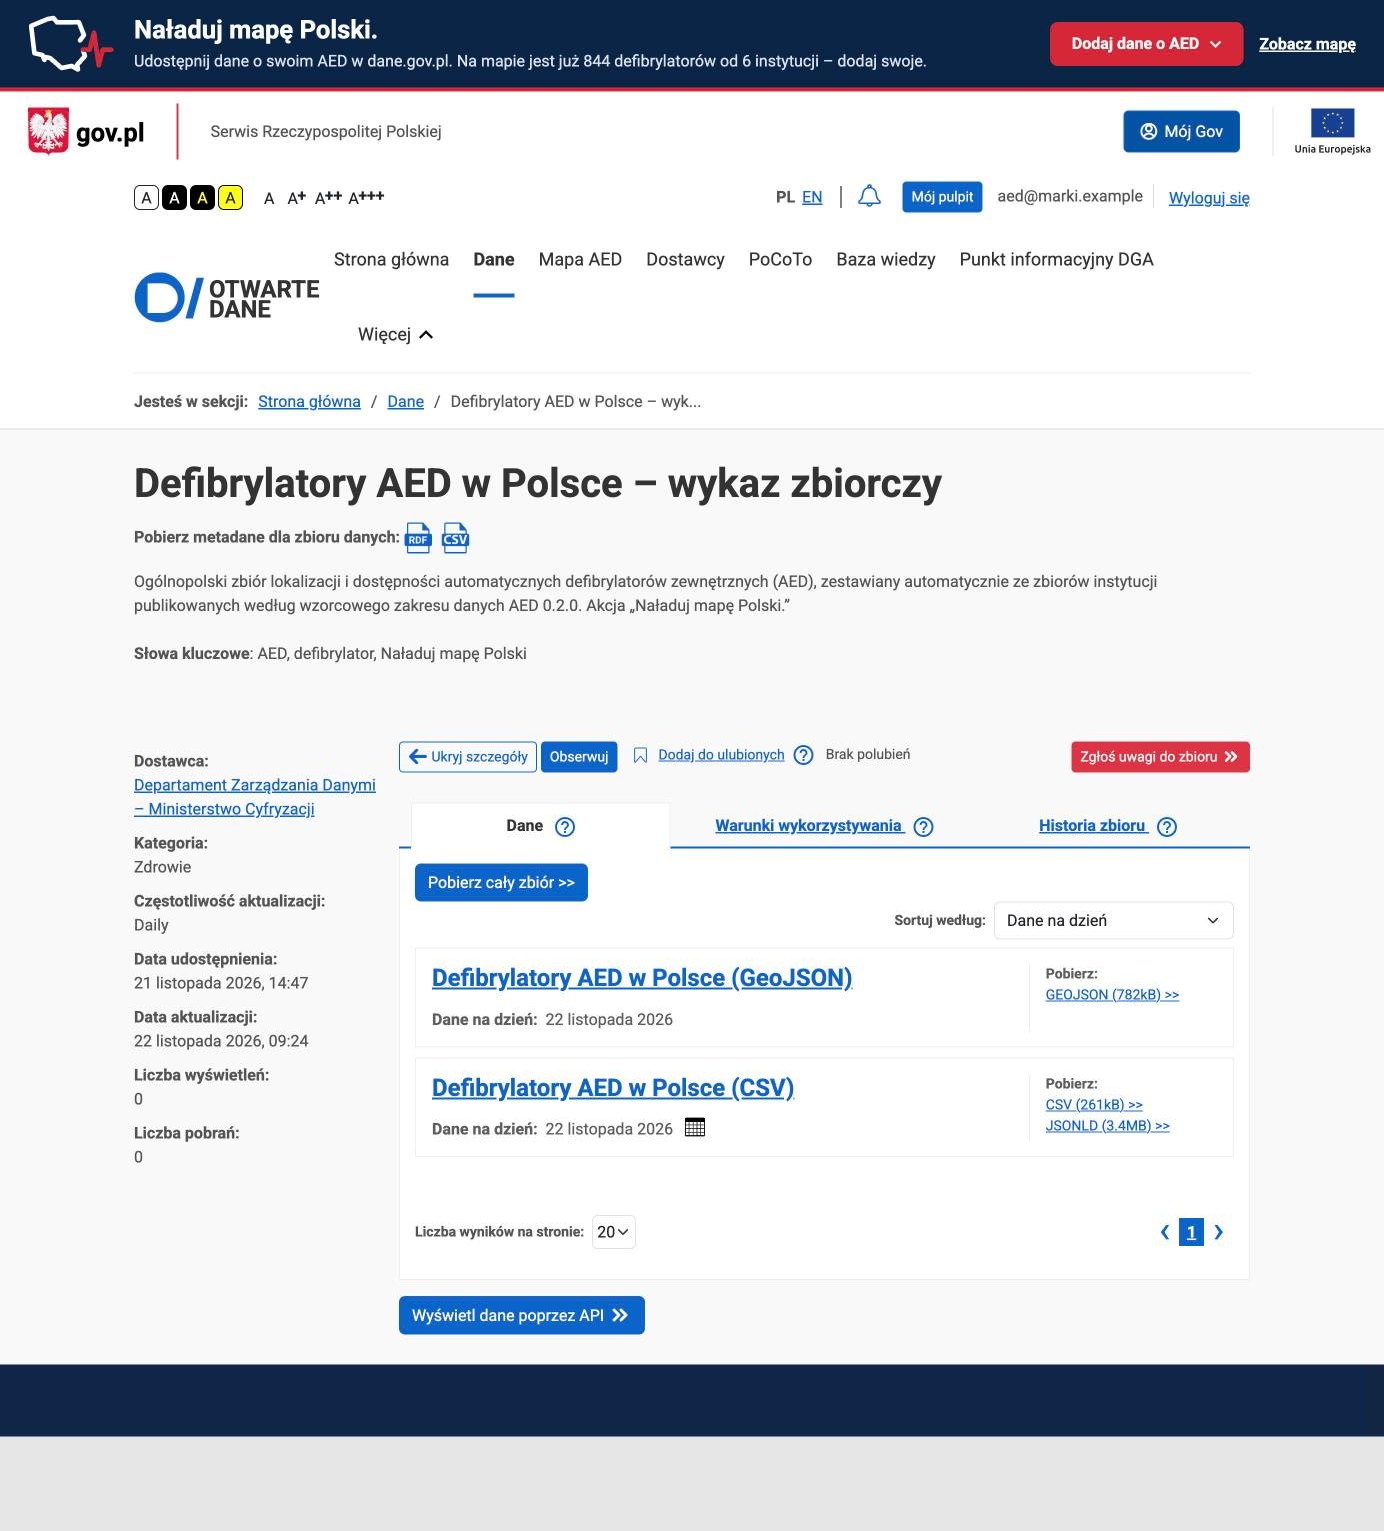 Naładuj mapę Polski.
Udostępnij dane o swoim AED w dane.gov.pl. Na mapie jest już 844 defibrylatorów od 6 instytucji – dodaj swoje.
Dodaj dane o AED
Zobacz mapę
gov.pl
Serwis Rzeczypospolitej Polskiej
Mój Gov
Unia Europejska
A A A A A A+ A++ A+++
PL EN
Mój pulpit
aed@marki.example
Wyloguj się
OTWARTE
DANE
Strona główna Dane Mapa AED Dostawcy PoCoTo Baza wiedzy Punkt informacyjny DGA
Więcej
Jesteś w sekcji: Strona główna / Dane / Defibrylatory AED w Polsce – wyk...
Defibrylatory AED w Polsce – wykaz zbiorczy
Pobierz metadane dla zbioru danych: RDF CSV
Ogólnopolski zbiór lokalizacji i dostępności automatycznych defibrylatorów zewnętrznych (AED), zestawiany automatycznie ze zbiorów instytucji
publikowanych według wzorcowego zakresu danych AED 0.2.0. Akcja „Naładuj mapę Polski.”
Słowa kluczowe: AED, defibrylator, Naładuj mapę Polski
Dostawca:
Departament Zarządzania Danymi
– Ministerstwo Cyfryzacji
Kategoria:
Zdrowie
Częstotliwość aktualizacji:
Daily
Data udostępnienia:
21 listopada 2026, 14:47
Data aktualizacji:
22 listopada 2026, 09:24
Liczba wyświetleń:
0
Liczba pobrań:
0
Ukryj szczegóły
Obserwuj
Dodaj do ulubionych ?
Brak polubień
Zgłoś uwagi do zbioru
Dane ?
Warunki wykorzystywania ?
Historia zbioru ?
Pobierz cały zbiór >>
Sortuj według: Dane na dzień
Defibrylatory AED w Polsce (GeoJSON)
Dane na dzień: 22 listopada 2026
Pobierz:
GEOJSON (782kB) >>
Defibrylatory AED w Polsce (CSV)
Dane na dzień: 22 listopada 2026
Pobierz:
CSV (261kB) >>
JSONLD (3.4MB) >>
Liczba wyników na stronie: 20
1
Wyświetl dane poprzez API